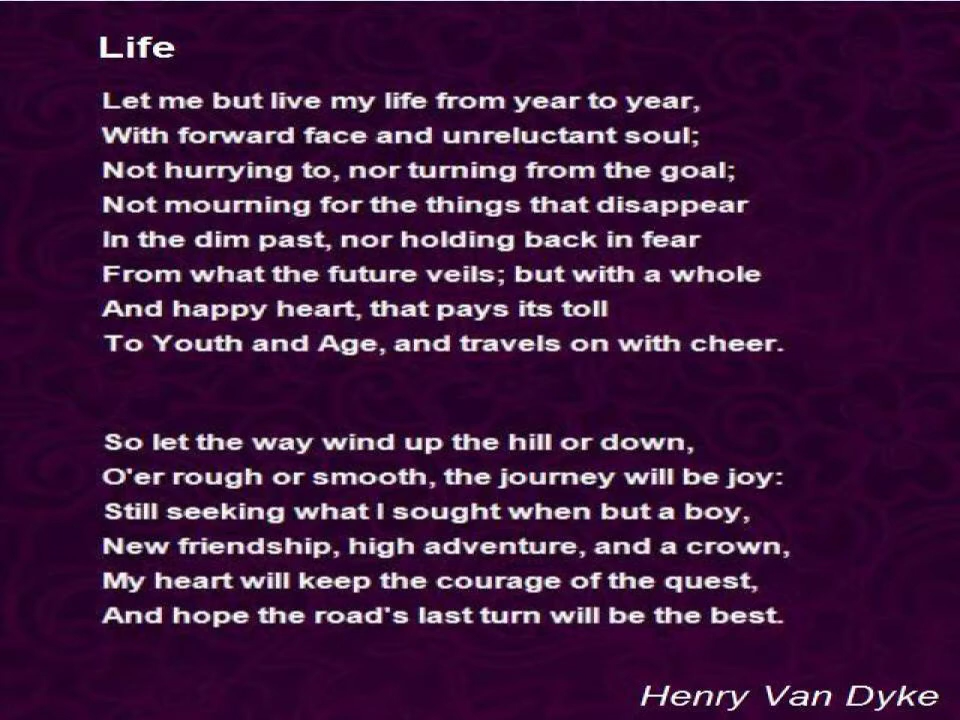 Life
Let me but live my life from year to year,
With forward face and unreluctant soul;
Not hurrying to, nor turning from the goal;
Not mourning for the things that disappear
In the dim past, nor holding back in fear
From what the future veils; but with a whole
And happy heart, that pays its toll
To Youth and Age, and travels on with cheer.
So let the way wind up the hill or down,
O'er rough or smooth, the journey will be joy:
Still seeking what I sought when but a boy,
New friendship, high adventure, and a crown,
My heart will keep the courage of the quest,
And hope the road's last turn will be the best.
Henry Van Dyke